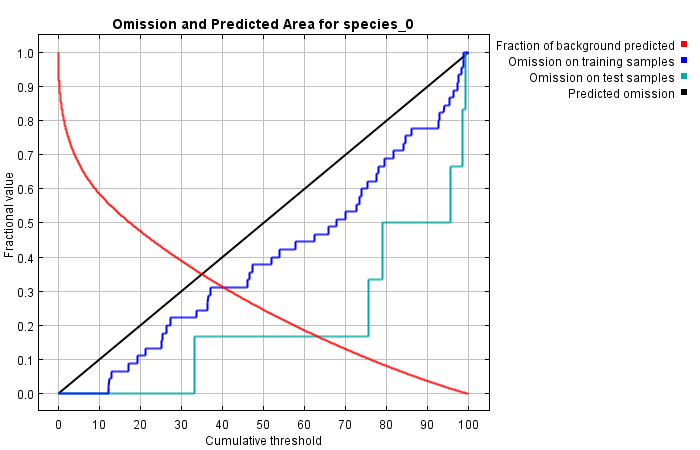 Omission and Predicted Area for species_0
Fraction of background predicted
Omission on training samples
Omission on test samples
Predicted omission
Fractional value
1.0
0.9
0.8
0.7
0.6
0.5
0.4
0.3
0.2
0.1
0.0
0 10 20 30 40 50 60 70 80 90 100
Cumulative threshold